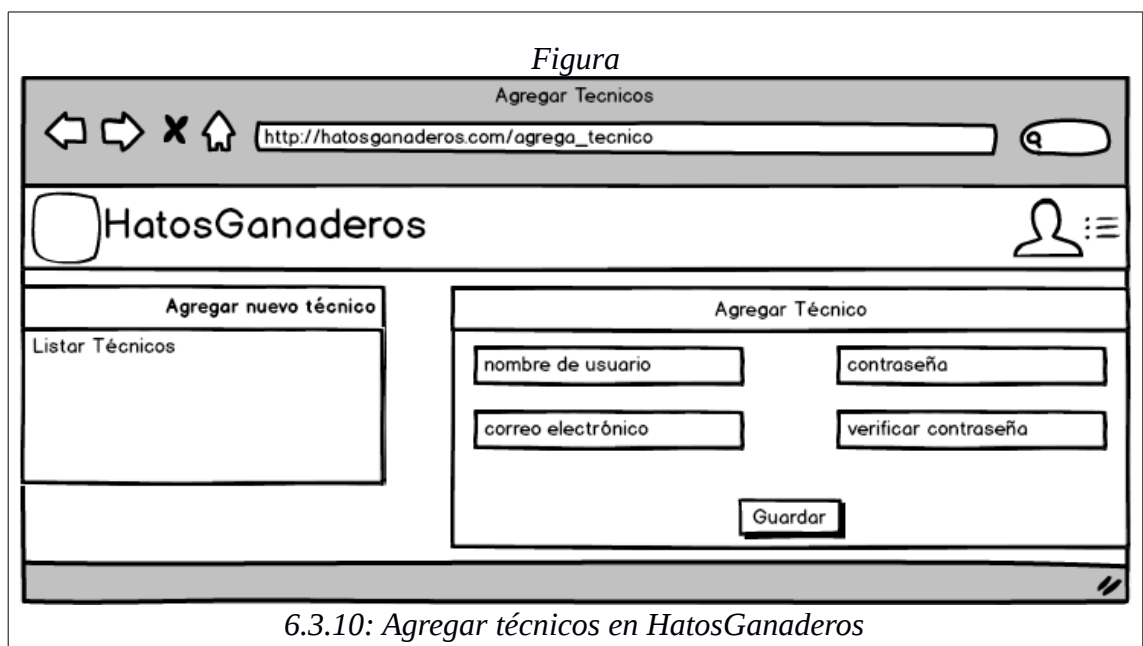 Figura
Agregar Tecnicos
http://hatosganaderos.com/agrega_tecnico
HatosGanaderos
Agregar nuevo técnico
Listar Técnicos
Agregar Técnico
nombre de usuario
contraseña
correo electrónico
verificar contraseña
Guardar
6.3.10: Agregar técnicos en HatosGanaderos